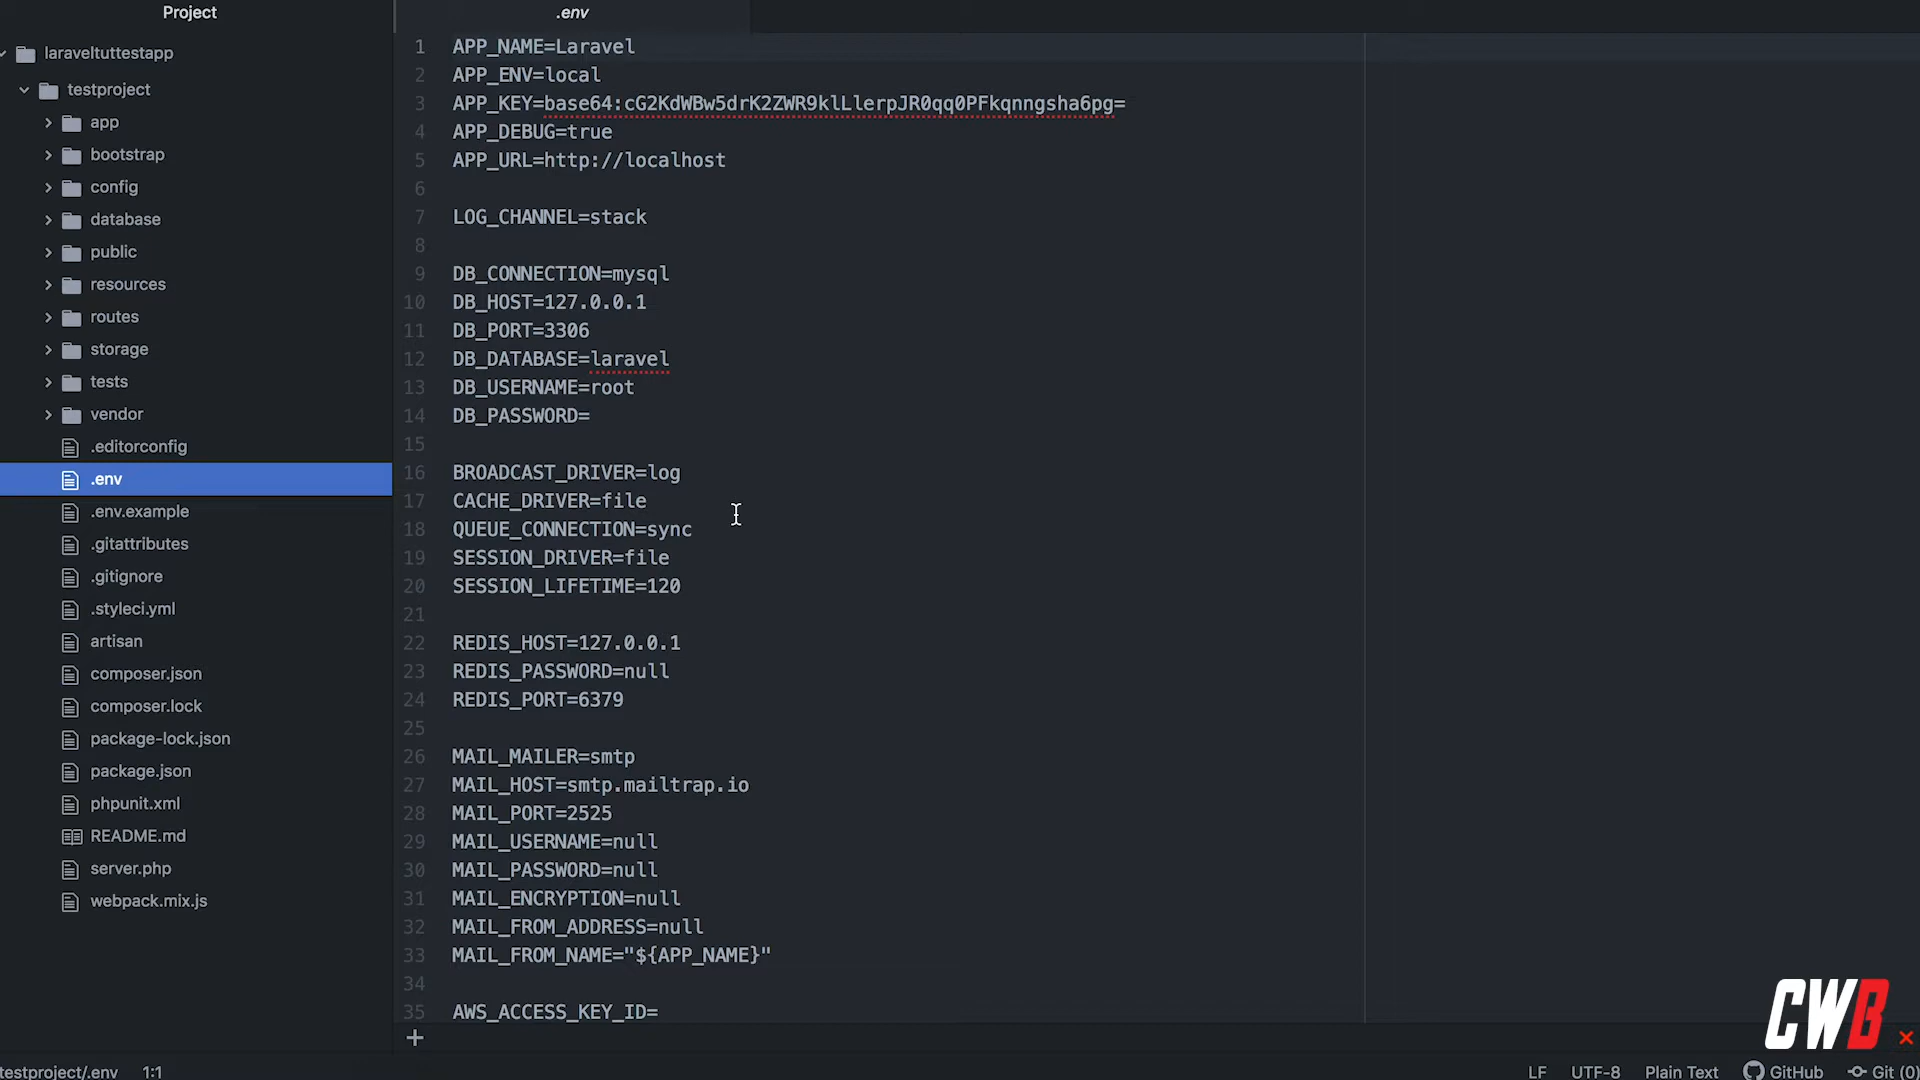 Project
laraveltuttestapp
testproject
app
bootstrap
config
database
public
resources
routes
storage
tests
vendor
.editorconfig
.env
.env.example
.gitattributes
.gitignore
.styleci.yml
artisan
composer.json
composer.lock
package-lock.json
package.json
phpunit.xml
README.md
server.php
webpack.mix.js
.env
1 APP_NAME=Laravel
2 APP_ENV=local
3 APP_KEY=base64:cG2KdWBw5drK2ZWR9klLlerpJR0qq0PFkqnngsha6pg=
4 APP_DEBUG=true
5 APP_URL=http://localhost
6
7 LOG_CHANNEL=stack
8
9 DB_CONNECTION=mysql
10 DB_HOST=127.0.0.1
11 DB_PORT=3306
12 DB_DATABASE=laravel
13 DB_USERNAME=root
14 DB_PASSWORD=
15
16 BROADCAST_DRIVER=log
17 CACHE_DRIVER=file
18 QUEUE_CONNECTION=sync
19 SESSION_DRIVER=file
20 SESSION_LIFETIME=120
21
22 REDIS_HOST=127.0.0.1
23 REDIS_PASSWORD=null
24 REDIS_PORT=6379
25
26 MAIL_MAILER=smtp
27 MAIL_HOST=smtp.mailtrap.io
28 MAIL_PORT=2525
29 MAIL_USERNAME=null
30 MAIL_PASSWORD=null
31 MAIL_ENCRYPTION=null
32 MAIL_FROM_ADDRESS=null
33 MAIL_FROM_NAME="${APP_NAME}"
34
35 AWS_ACCESS_KEY_ID=
CWB
testproject/.env 1:1 LF UTF-8 Plain Text GitHub Git (0)